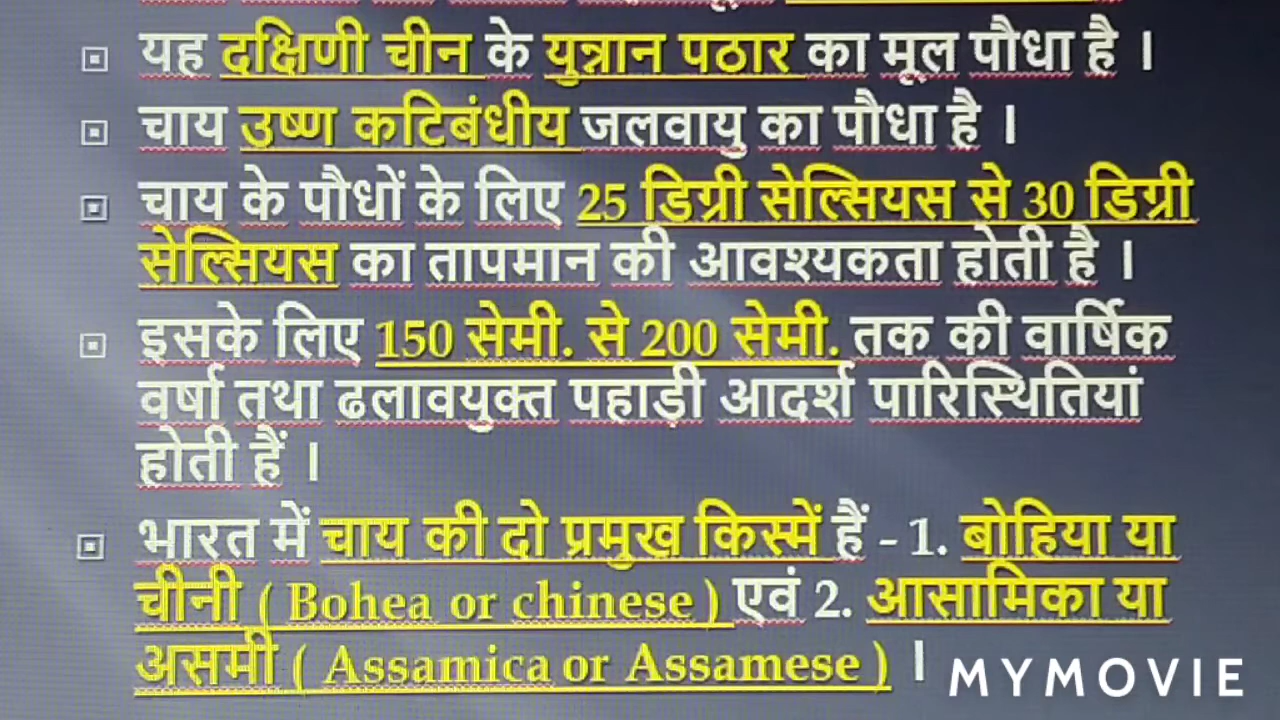 यह दक्षिणी चीन के युन्नान पठार का मूल पौधा है ।
चाय उष्ण कटिबंधीय जलवायु का पौधा है ।
चाय के पौधों के लिए 25 डिग्री सेल्सियस से 30 डिग्री
सेल्सियस का तापमान की आवश्यकता होती है ।
इसके लिए 150 सेमी. से 200 सेमी. तक की वार्षिक
वर्षा तथा ढलावयुक्त पहाड़ी आदर्श पारिस्थितियां
होती हैं ।
भारत में चाय की दो प्रमुख किस्में हैं - 1. बोहिया या
चीनी ( Bohea or chinese ) एवं 2. आसामिका या
असमी ( Assamica or Assamese ) ।
MYMOVIE